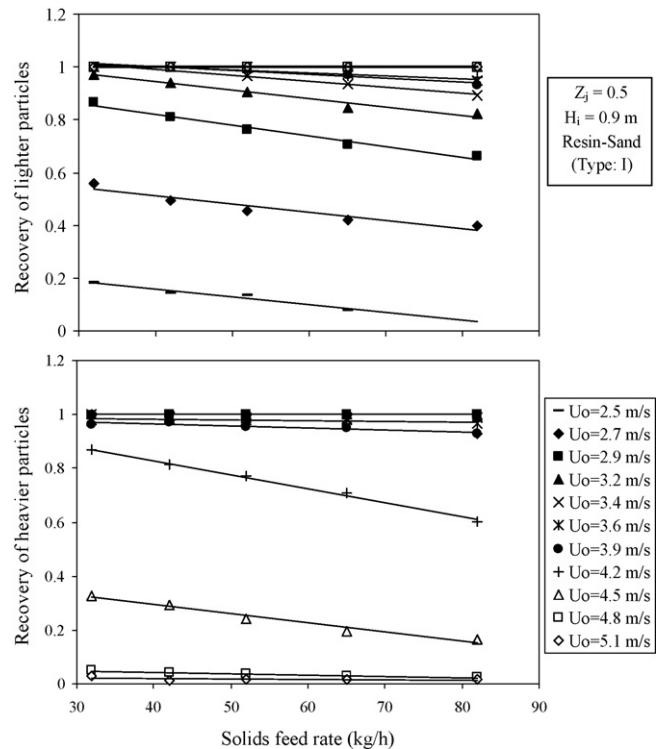 1.2
1
0.8
0.6
0.4
0.2
0
Recovery of lighter particles
Zj = 0.5
Hi = 0.9 m
Resin-Sand
(Type: I)
1.2
1
0.8
0.6
0.4
0.2
0
Recovery of heavier particles
30 40 50 60 70 80 90
Solids feed rate (kg/h)
Uo=2.5 m/s
Uo=2.7 m/s
Uo=2.9 m/s
Uo=3.2 m/s
Uo=3.4 m/s
Uo=3.6 m/s
Uo=3.9 m/s
Uo=4.2 m/s
Uo=4.5 m/s
Uo=4.8 m/s
Uo=5.1 m/s